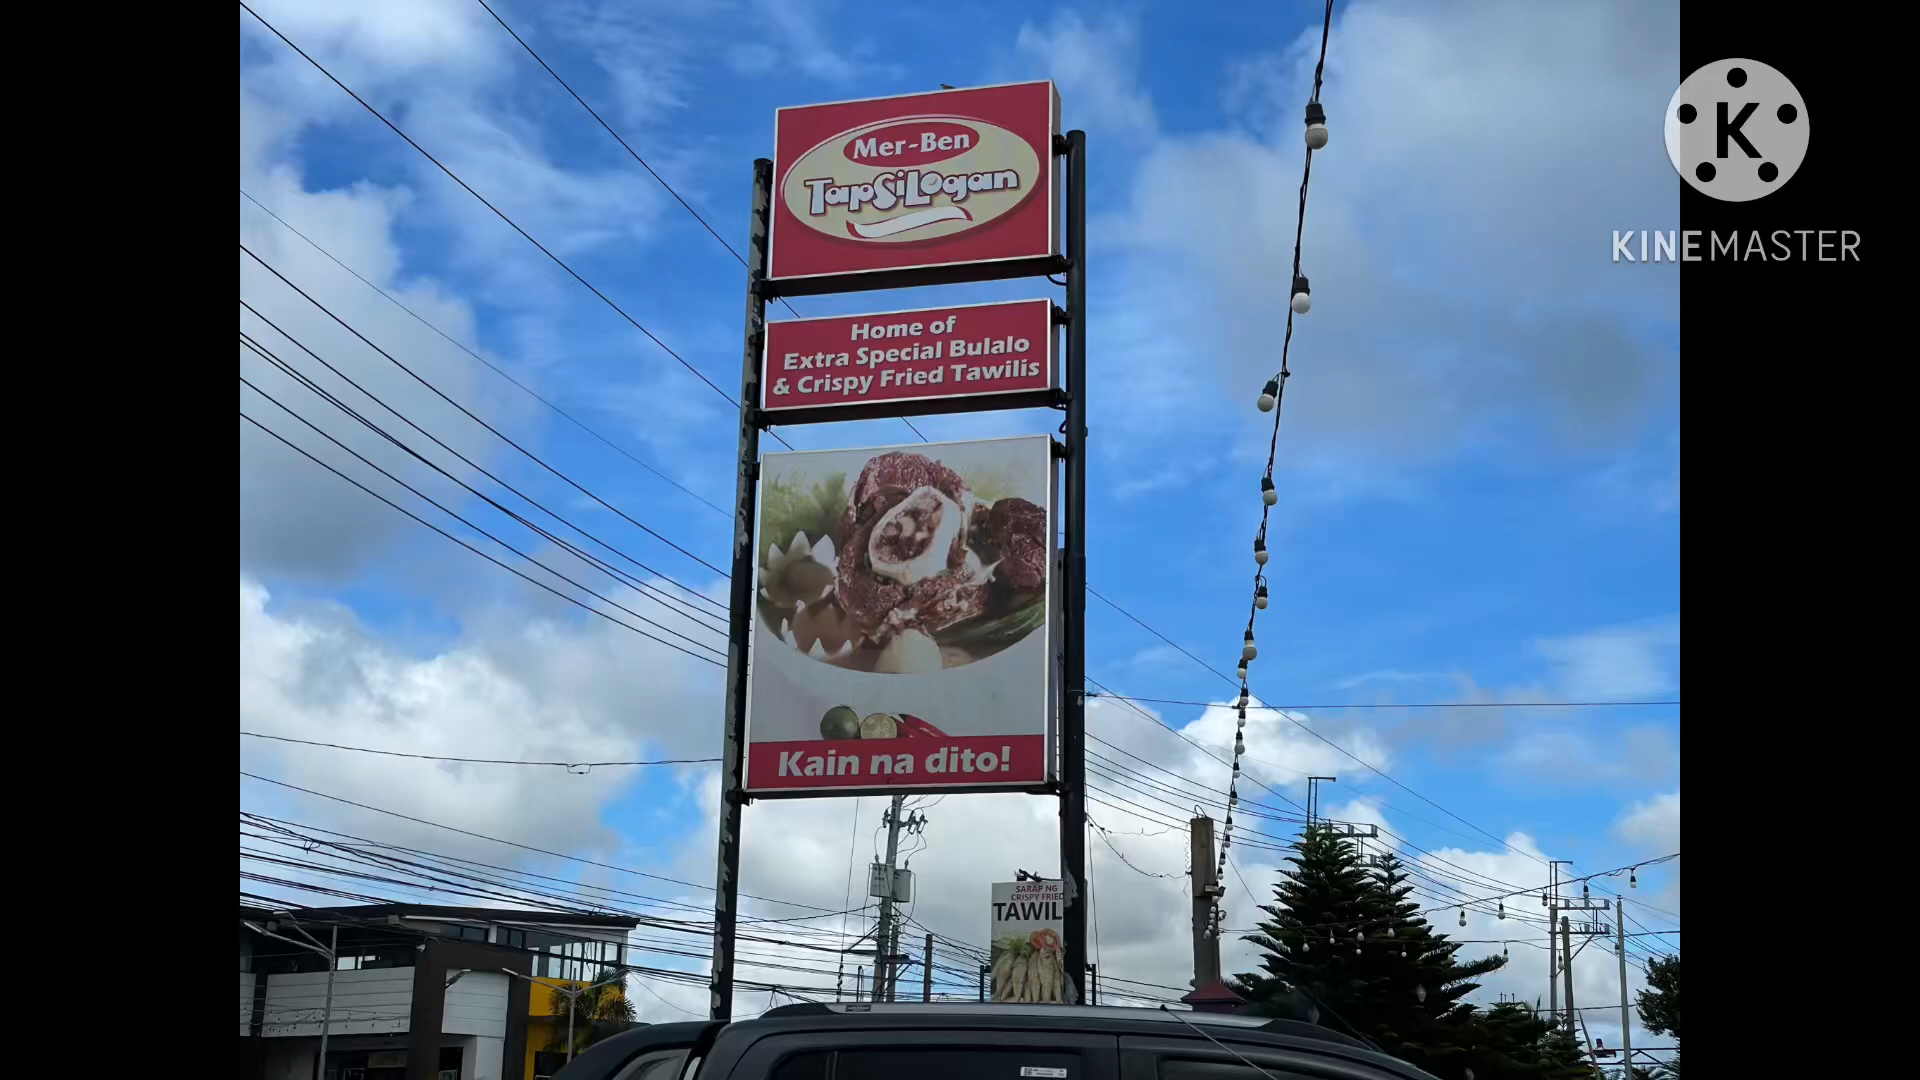 Mer-Ben
TapSiLogan
Home of
Extra Special Bulalo
& Crispy Fried Tawilis
Kain na dito!
SARAP NG
CRISPY FRIED
TAWIL
K
KINEMASTER